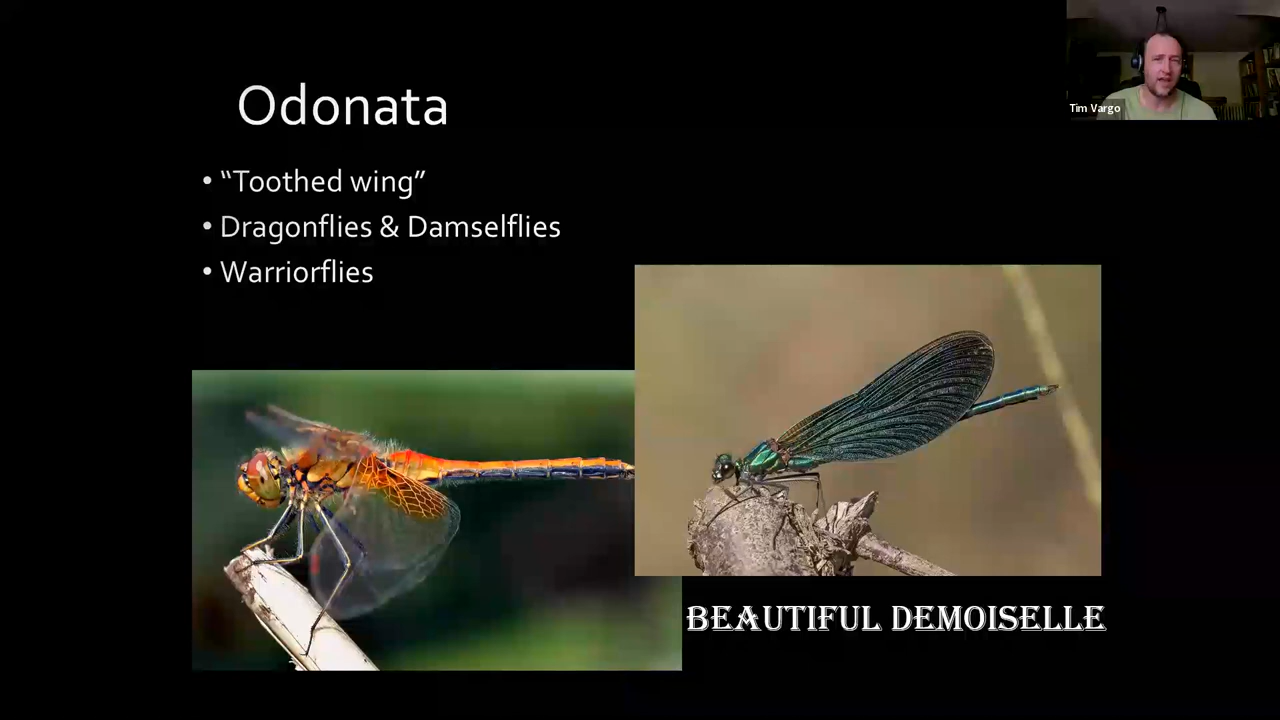 Odonata
• “Toothed wing”
• Dragonflies & Damselflies
• Warriorflies
BEAUTIFUL DEMOISELLE
Tim Vargo